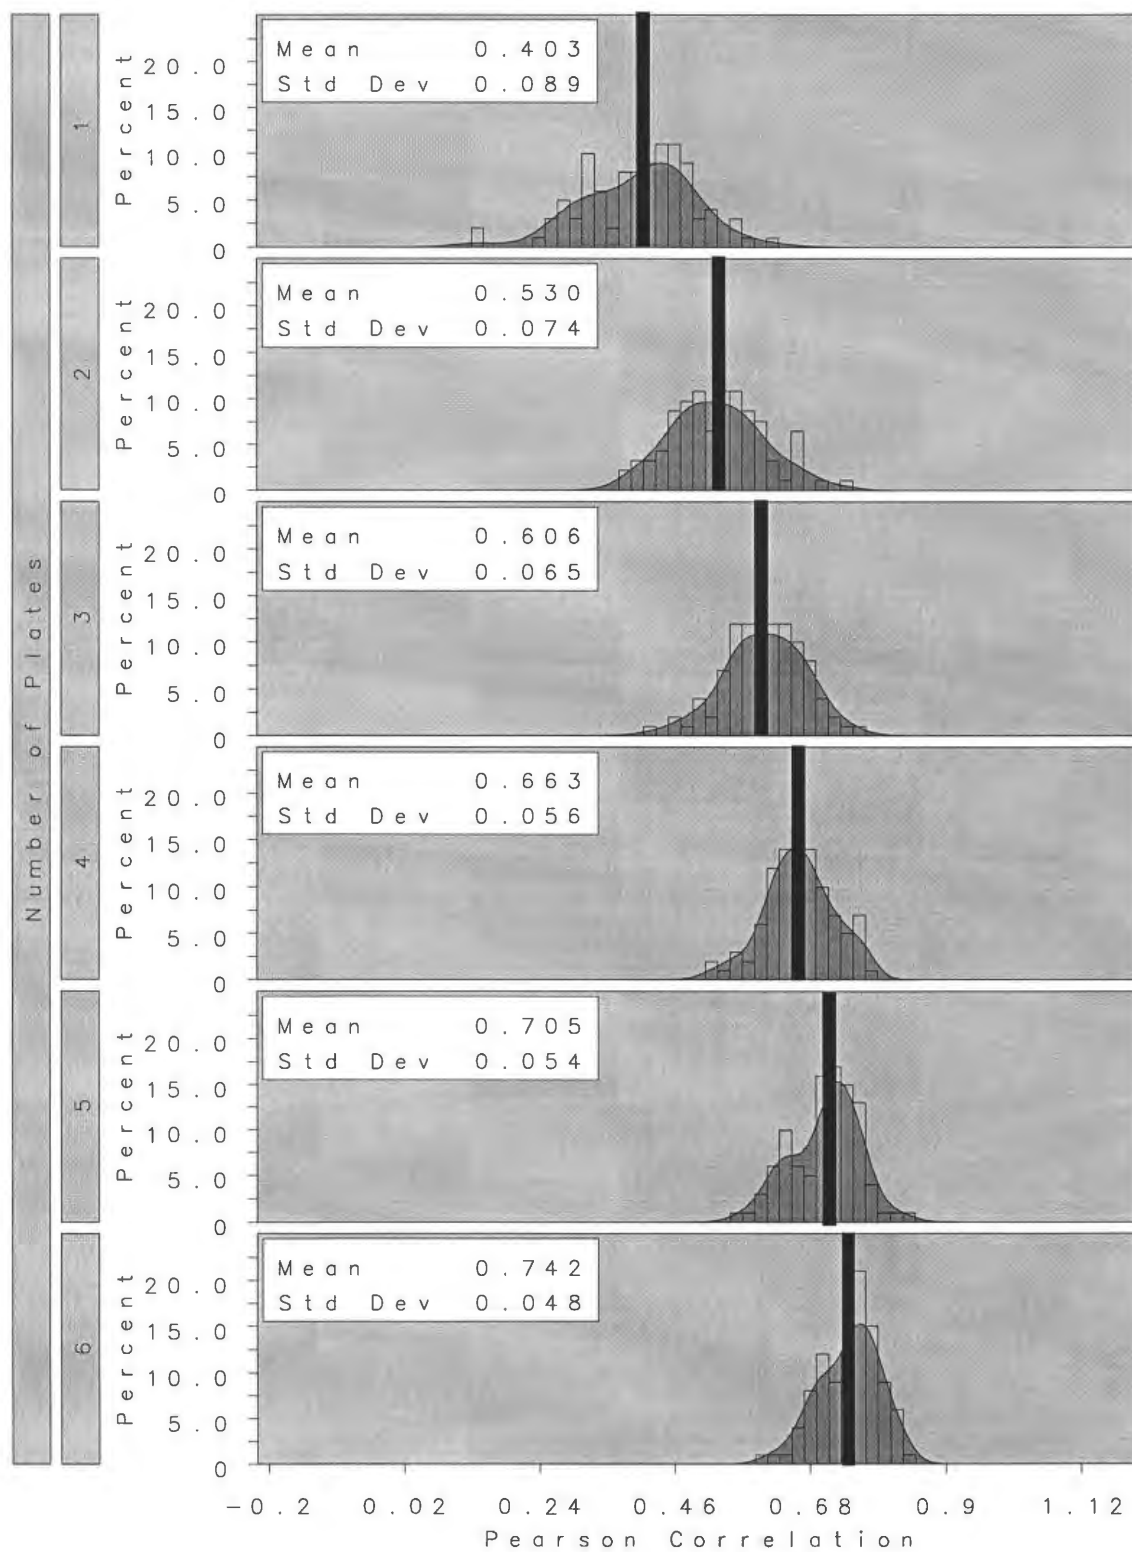 Number of Plates
1
Percent
20.0
15.0
10.0
5.0
0
Mean 0.403
Std Dev 0.089
2
Percent
20.0
15.0
10.0
5.0
0
Mean 0.530
Std Dev 0.074
3
Percent
20.0
15.0
10.0
5.0
0
Mean 0.606
Std Dev 0.065
4
Percent
20.0
15.0
10.0
5.0
0
Mean 0.663
Std Dev 0.056
5
Percent
20.0
15.0
10.0
5.0
0
Mean 0.705
Std Dev 0.054
6
Percent
20.0
15.0
10.0
5.0
0
Mean 0.742
Std Dev 0.048
-0.2 0.02 0.24 0.46 0.68 0.9 1.12
Pearson Correlation